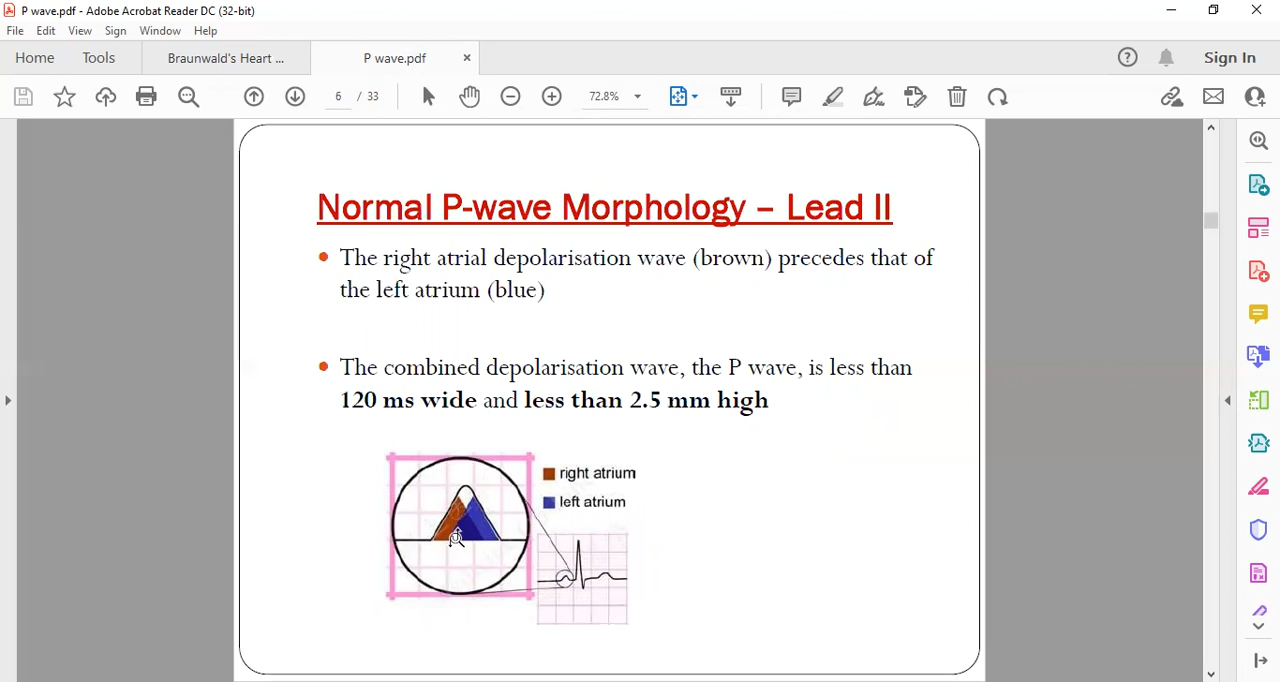 P wave.pdf - Adobe Acrobat Reader DC (32-bit)
File Edit View Sign Window Help
Home Tools Braunwald's Heart ... P wave.pdf × Sign In
6 / 33 72.8%
Normal P-wave Morphology – Lead II
• The right atrial depolarisation wave (brown) precedes that of
the left atrium (blue)
• The combined depolarisation wave, the P wave, is less than
120 ms wide and less than 2.5 mm high
right atrium
left atrium